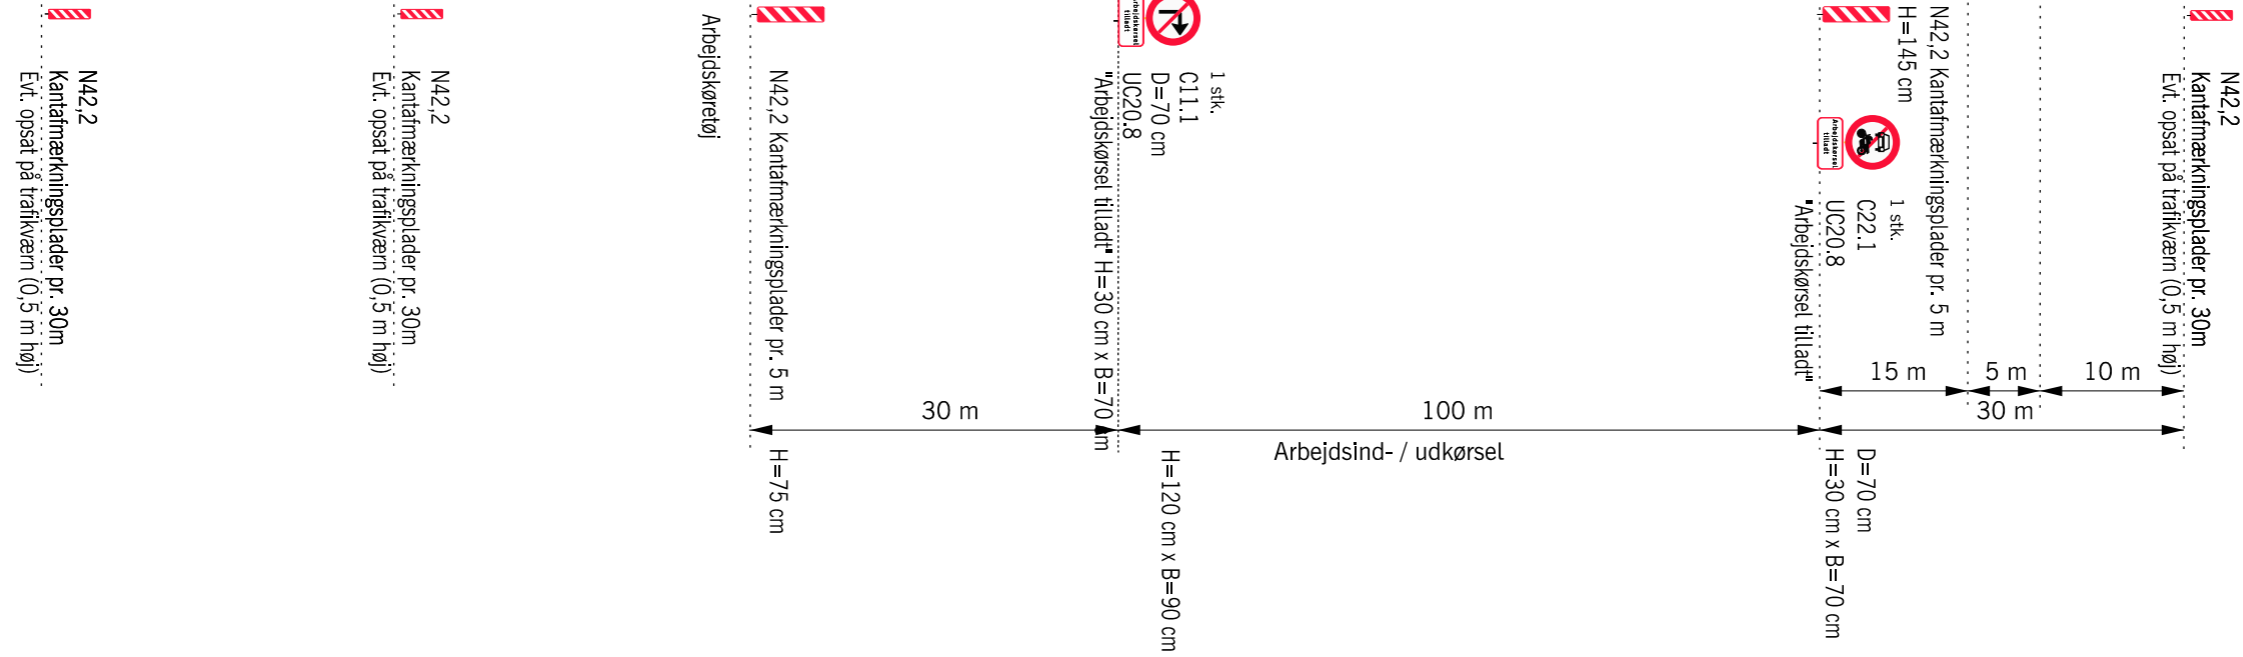 N42,2
Kantafmærkningsplader pr. 30m
Evt. opsat på trafikværn (0,5 m høj)
N42,2
Kantafmærkningsplader pr. 30m
Evt. opsat på trafikværn (0,5 m høj)
Arbejdskøretøj
N42,2 Kantafmærkningsplader pr. 5 m
H=75 cm
30 m
Arbejdskørsel
tilladt
1 stk.
C11.1
D=70 cm
UC20.8
"Arbejdskørsel tilladt" H=30 cm x B=70 cm
H=120 cm x B=90 cm
100 m
Arbejdsind- / udkørsel
N42,2 Kantafmærkningsplader pr. 5 m
H=145 cm
Arbejdskørsel
tilladt
1 stk.
C22.1
UC20.8
"Arbejdskørsel tilladt"
D=70 cm
H=30 cm x B=70 cm
15 m
5 m
10 m
30 m
N42,2
Kantafmærkningsplader pr. 30m
Evt. opsat på trafikværn (0,5 m høj)